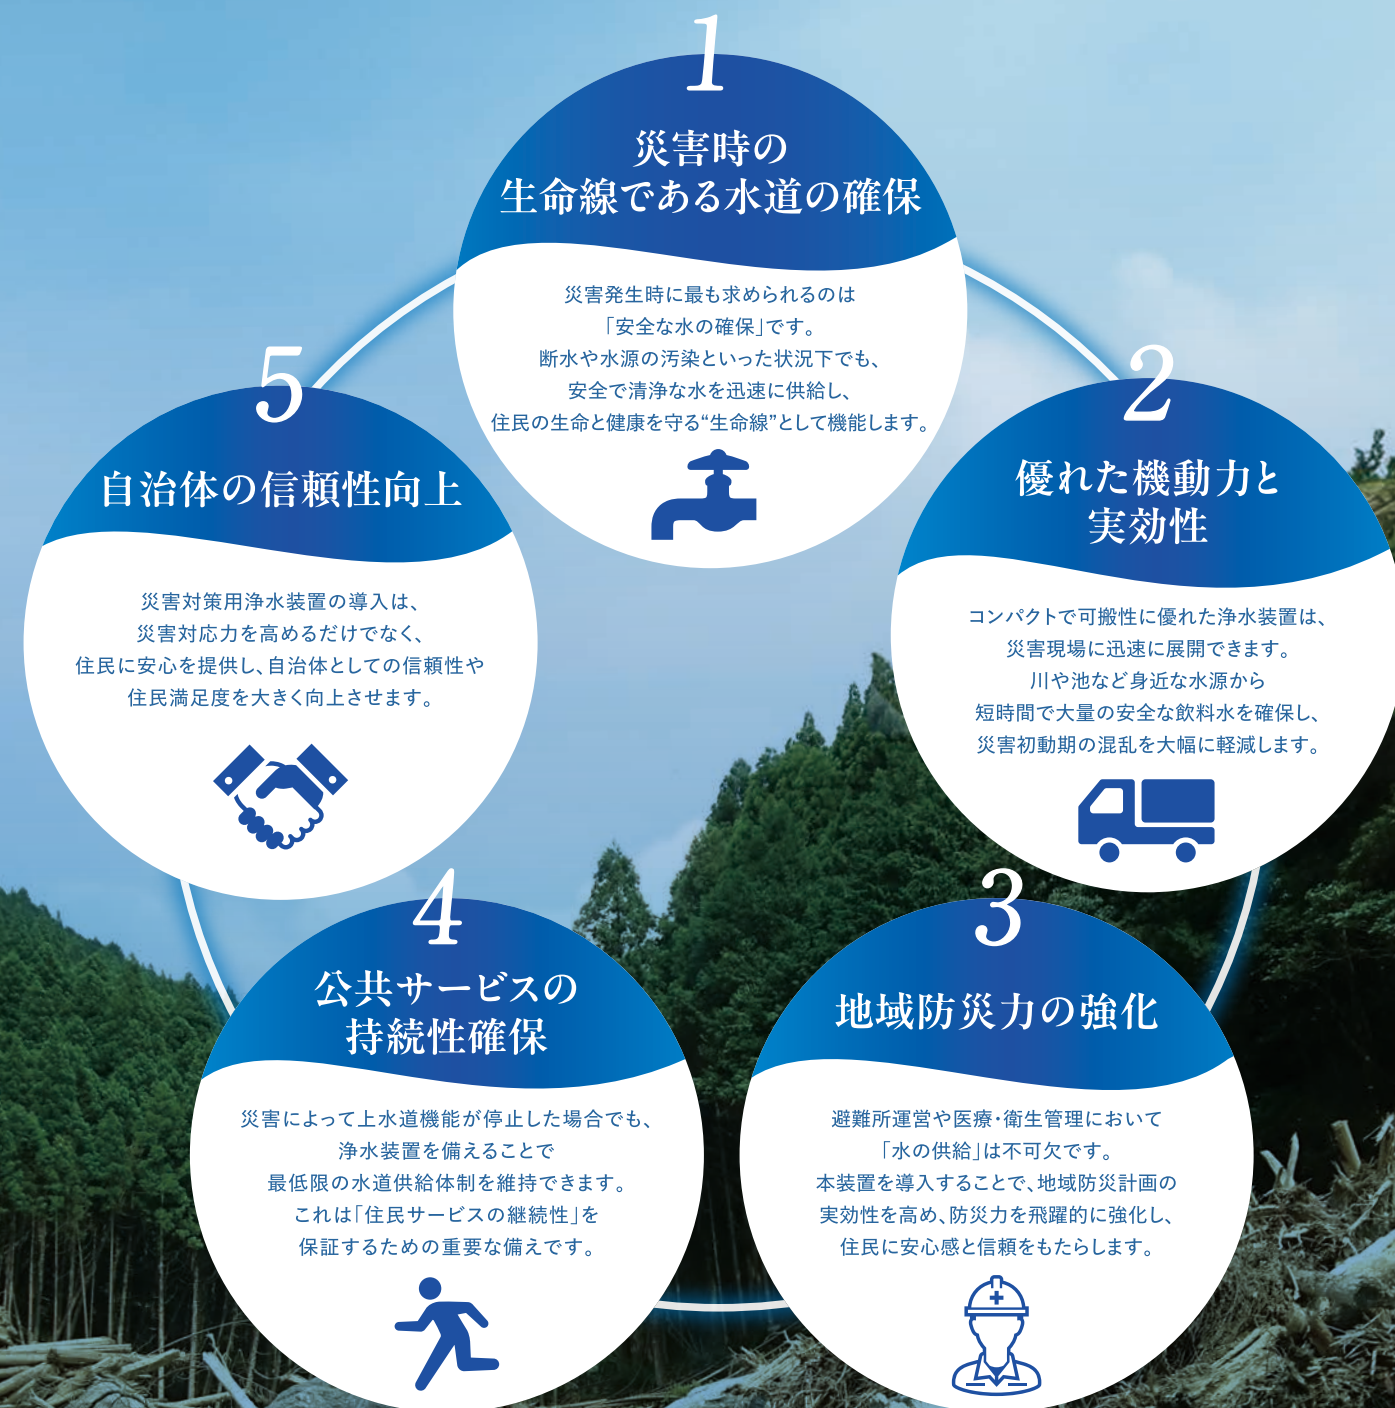 1
災害時の
生命線である水道の確保
災害発生時に最も求められるのは
「安全な水の確保」です。
断水や水源の汚染といった状況下でも、
安全で清浄な水を迅速に供給し、
住民の生命と健康を守る“生命線”として機能します。
2
優れた機動力と
実効性
コンパクトで可搬性に優れた浄水装置は、
災害現場に迅速に展開できます。
川や池など身近な水源から
短時間で大量の安全な飲料水を確保し、
災害初動期の混乱を大幅に軽減します。
3
地域防災力の強化
避難所運営や医療・衛生管理において
「水の供給」は不可欠です。
本装置を導入することで、地域防災計画の
実効性を高め、防災力を飛躍的に強化し、
住民に安心感と信頼をもたらします。
4
公共サービスの
持続性確保
災害によって上水道機能が停止した場合でも、
浄水装置を備えることで
最低限の水道供給体制を維持できます。
これは「住民サービスの継続性」を
保証するための重要な備えです。
5
自治体の信頼性向上
災害対策用浄水装置の導入は、
災害対応力を高めるだけでなく、
住民に安心を提供し、自治体としての信頼性や
住民満足度を大きく向上させます。